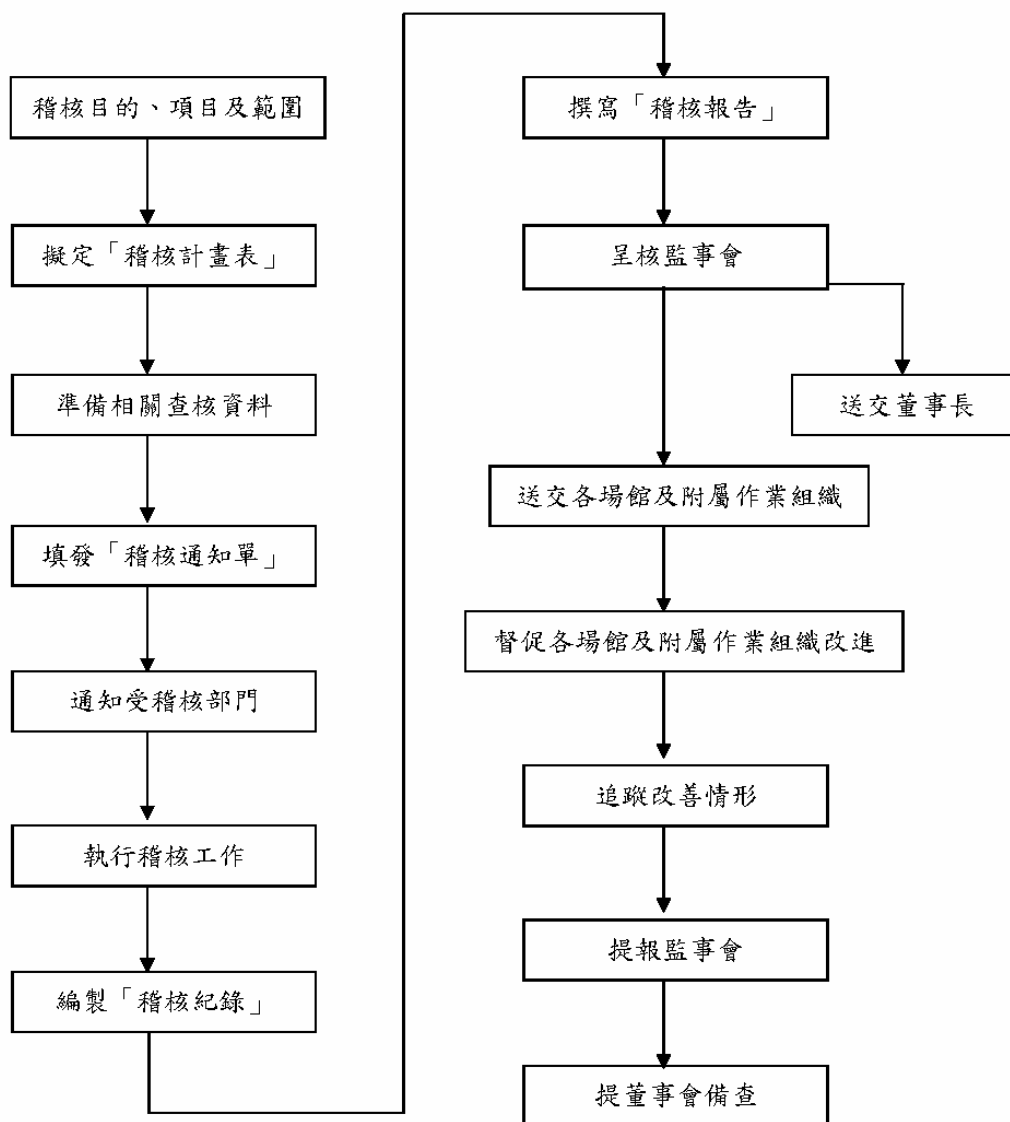 稽核目的、項目及範圍
擬定「稽核計畫表」
準備相關查核資料
填發「稽核通知單」
通知受稽核部門
執行稽核工作
編製「稽核紀錄」
撰寫「稽核報告」
呈核監事會
送交董事長
送交各場館及附屬作業組織
督促各場館及附屬作業組織改進
追蹤改善情形
提報監事會
提董事會備查